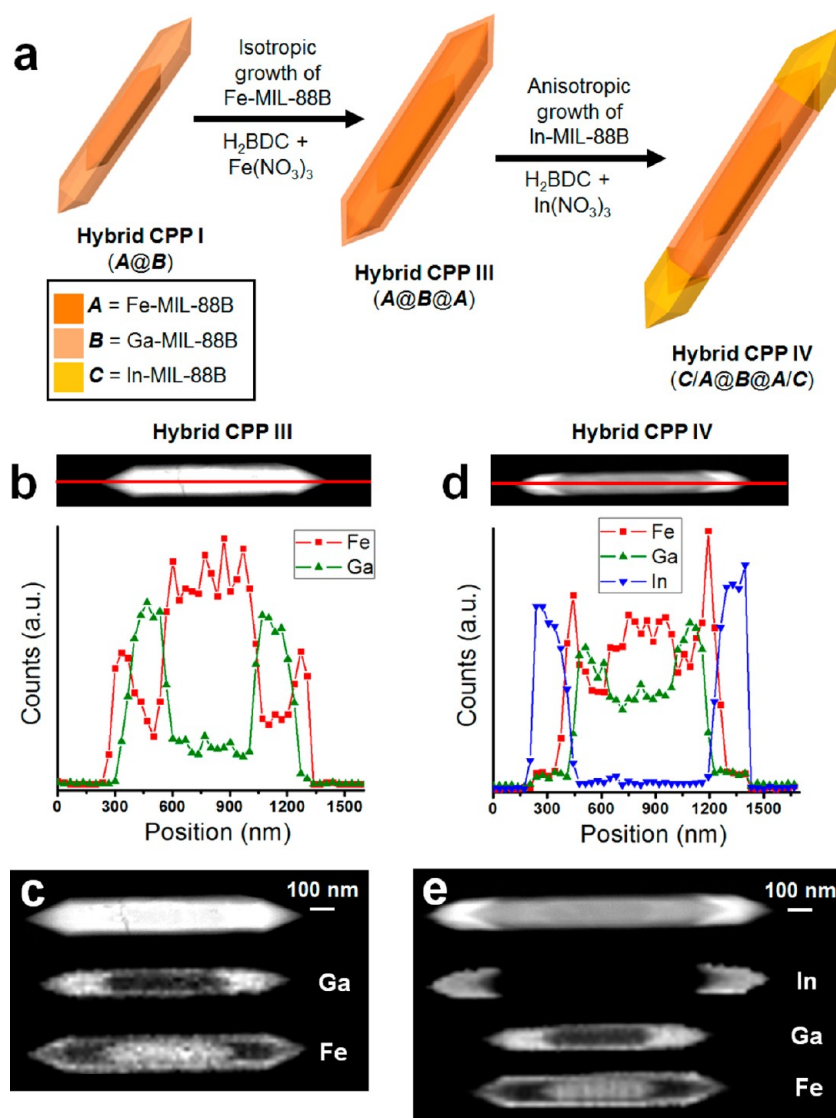 a
Isotropic
growth of
Fe-MIL-88B
H₂BDC +
Fe(NO₃)₃
Anisotropic
growth of
In-MIL-88B
H₂BDC +
In(NO₃)₃
Hybrid CPP I
(A@B)
Hybrid CPP III
(A@B@A)
Hybrid CPP IV
(C/A@B@A/C)
A = Fe-MIL-88B
B = Ga-MIL-88B
C = In-MIL-88B
Hybrid CPP III
b
Fe
Ga
Counts (a.u.)
0 300 600 900 1200 1500
Position (nm)
Hybrid CPP IV
d
Fe
Ga
In
Counts (a.u.)
0 300 600 900 1200 1500
Position (nm)
c
100 nm
Ga
Fe
e
100 nm
In
Ga
Fe